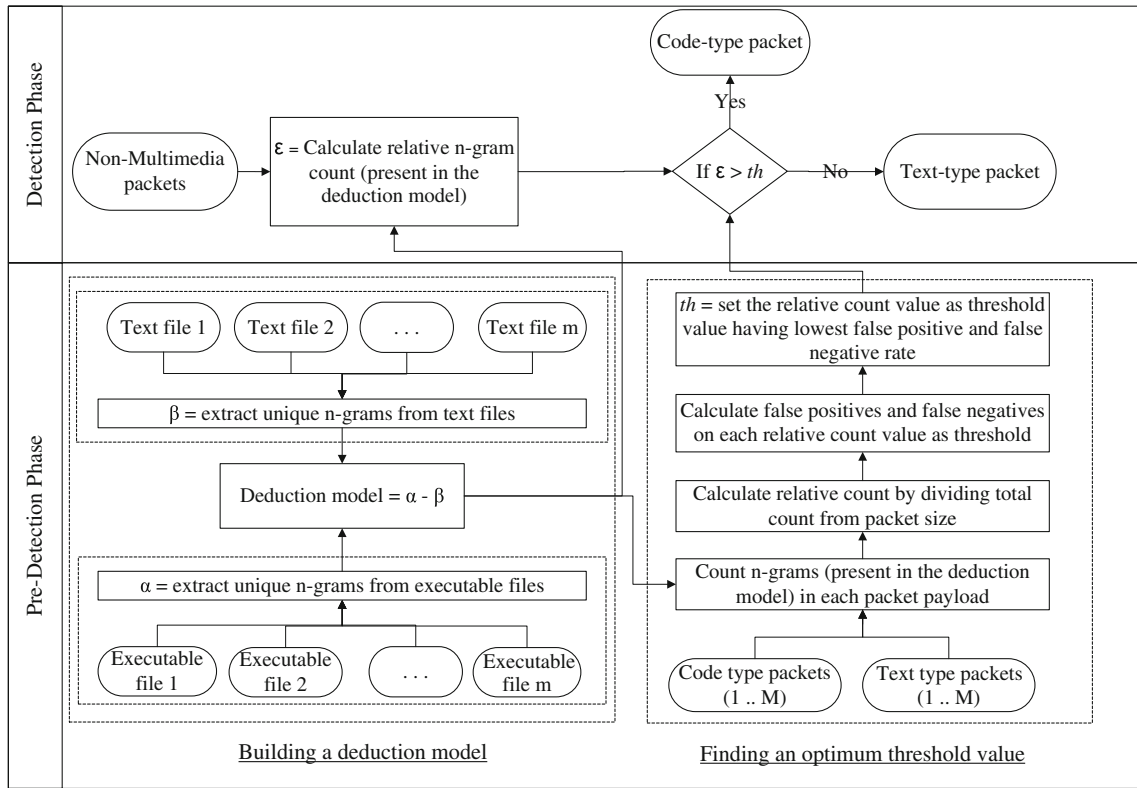 Detection Phase
Code-type packet
Yes
Non-Multimedia
packets
ε = Calculate relative n-gram
count (present in the
deduction model)
If ε > th
No
Text-type packet
Pre-Detection Phase
Text file 1
Text file 2
. . .
Text file m
β = extract unique n-grams from text files
Deduction model = α - β
α = extract unique n-grams from executable files
Executable
file 1
Executable
file 2
. . .
Executable
file m
Building a deduction model
th = set the relative count value as threshold
value having lowest false positive and false
negative rate
Calculate false positives and false negatives
on each relative count value as threshold
Calculate relative count by dividing total
count from packet size
Count n-grams (present in the deduction
model) in each packet payload
Code type packets
(1 .. M)
Text type packets
(1 .. M)
Finding an optimum threshold value